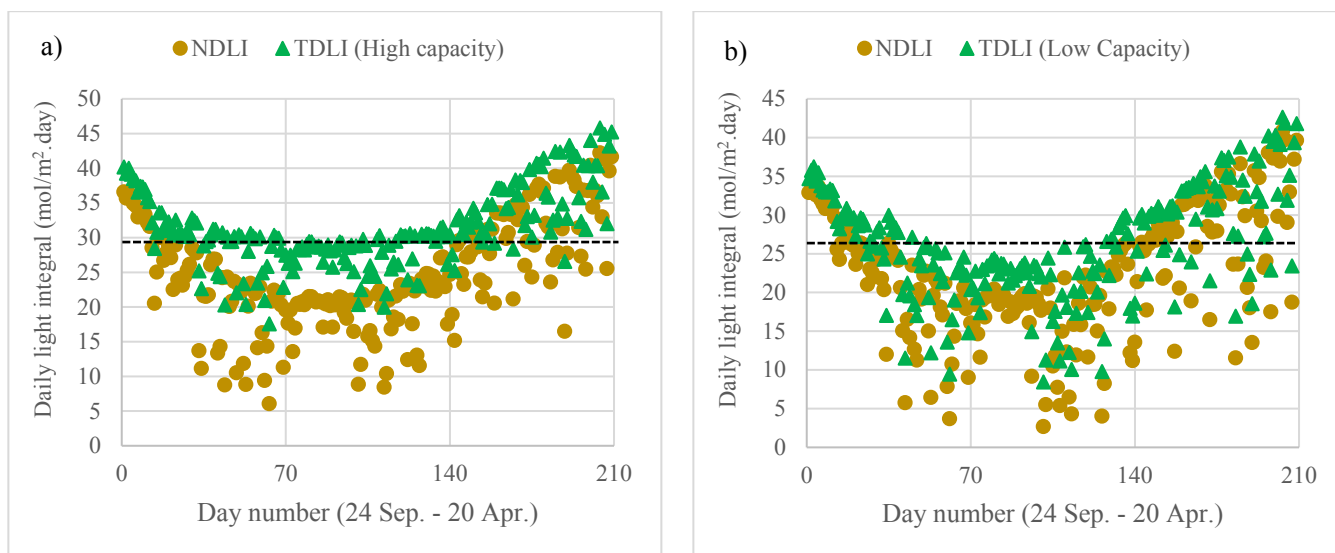 a)
NDLI
TDLI (High capacity)
Daily light integral (mol/m².day)
50
45
40
35
30
25
20
15
10
5
0
0
70
140
210
Day number (24 Sep. - 20 Apr.)
b)
NDLI
TDLI (Low Capacity)
Daily light integral (mol/m².day)
45
40
35
30
25
20
15
10
5
0
0
70
140
210
Day number (24 Sep. - 20 Apr.)